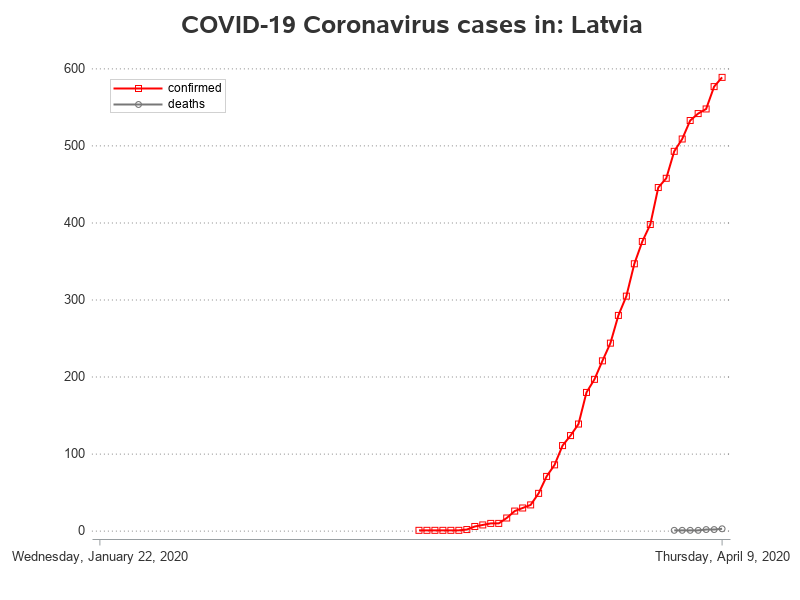 COVID-19 Coronavirus cases in: Latvia
600
confirmed
deaths
500
400
300
200
100
0
Wednesday, January 22, 2020
Thursday, April 9, 2020